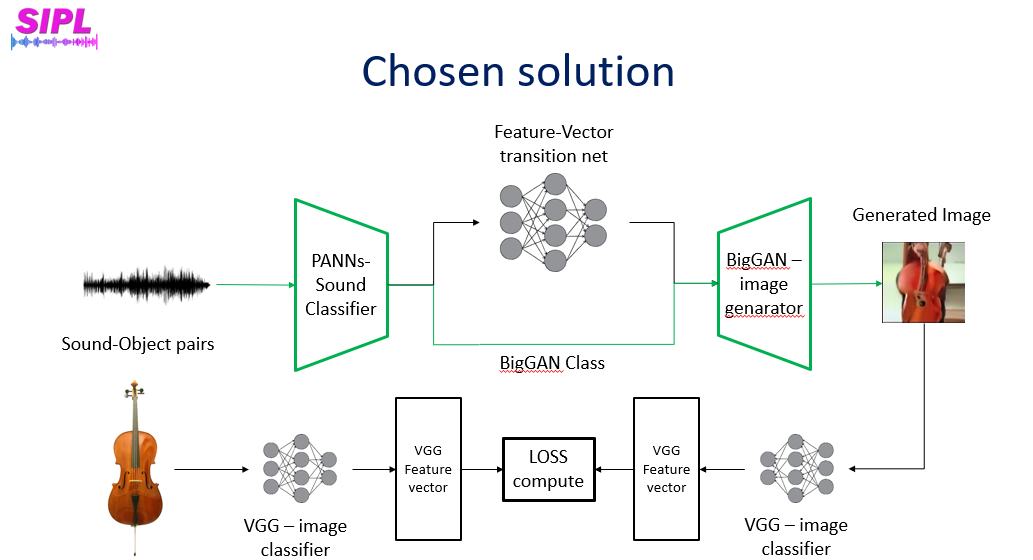 SIPL
Chosen solution
Feature-Vector
transition net
Generated Image
PANNs-
Sound
Classifier
BigGAN –
image
genarator
Sound-Object pairs
BigGAN Class
VGG
Feature
vector
LOSS
compute
VGG
Feature
vector
VGG – image
classifier
VGG – image
classifier